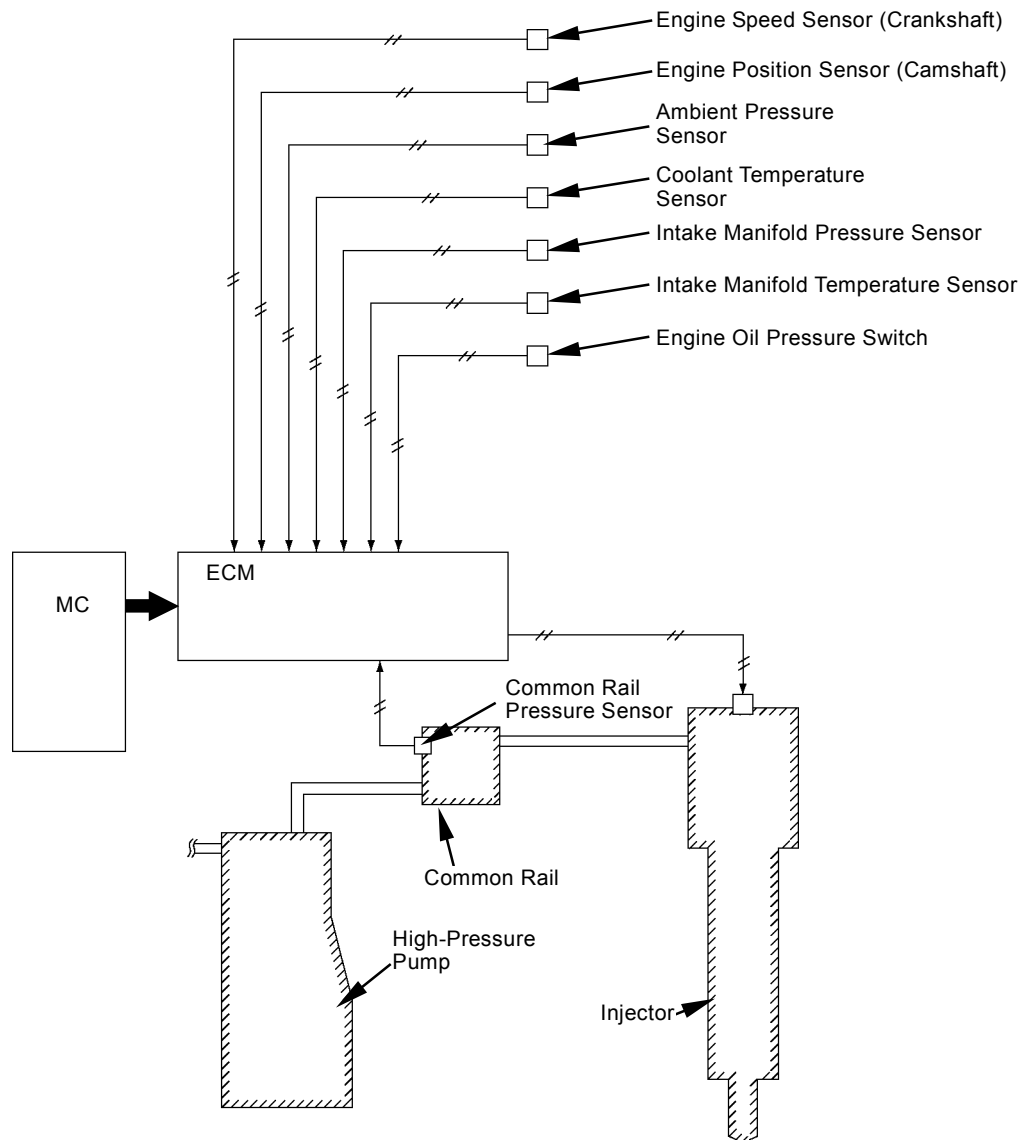 Engine Speed Sensor (Crankshaft)
Engine Position Sensor (Camshaft)
Ambient Pressure
Sensor
Coolant Temperature
Sensor
Intake Manifold Pressure Sensor
Intake Manifold Temperature Sensor
Engine Oil Pressure Switch
ECM
MC
Common Rail
Pressure Sensor
Common Rail
High-Pressure
Pump
Injector